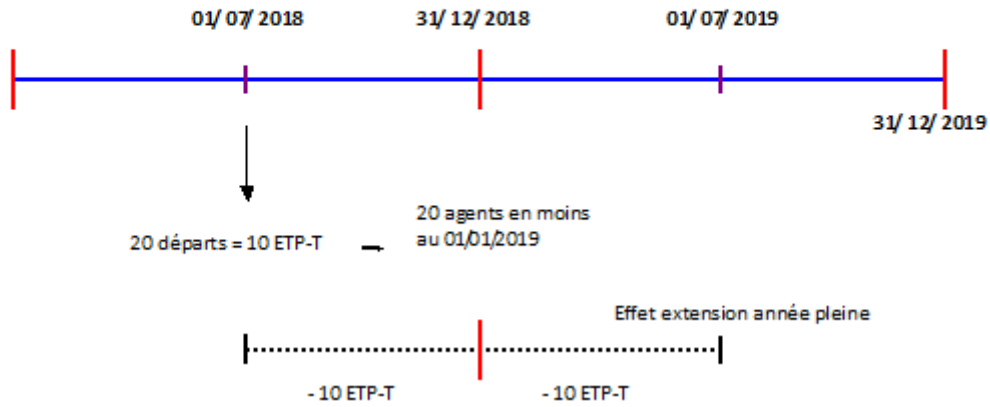 01/ 07/ 2018
31/ 12/ 2018
01/ 07/ 2019
31/ 12/ 2019
20 départs = 10 ETP-T
20 agents en moins
au 01/01/2019
Effet extension année pleine
- 10 ETP-T
- 10 ETP-T